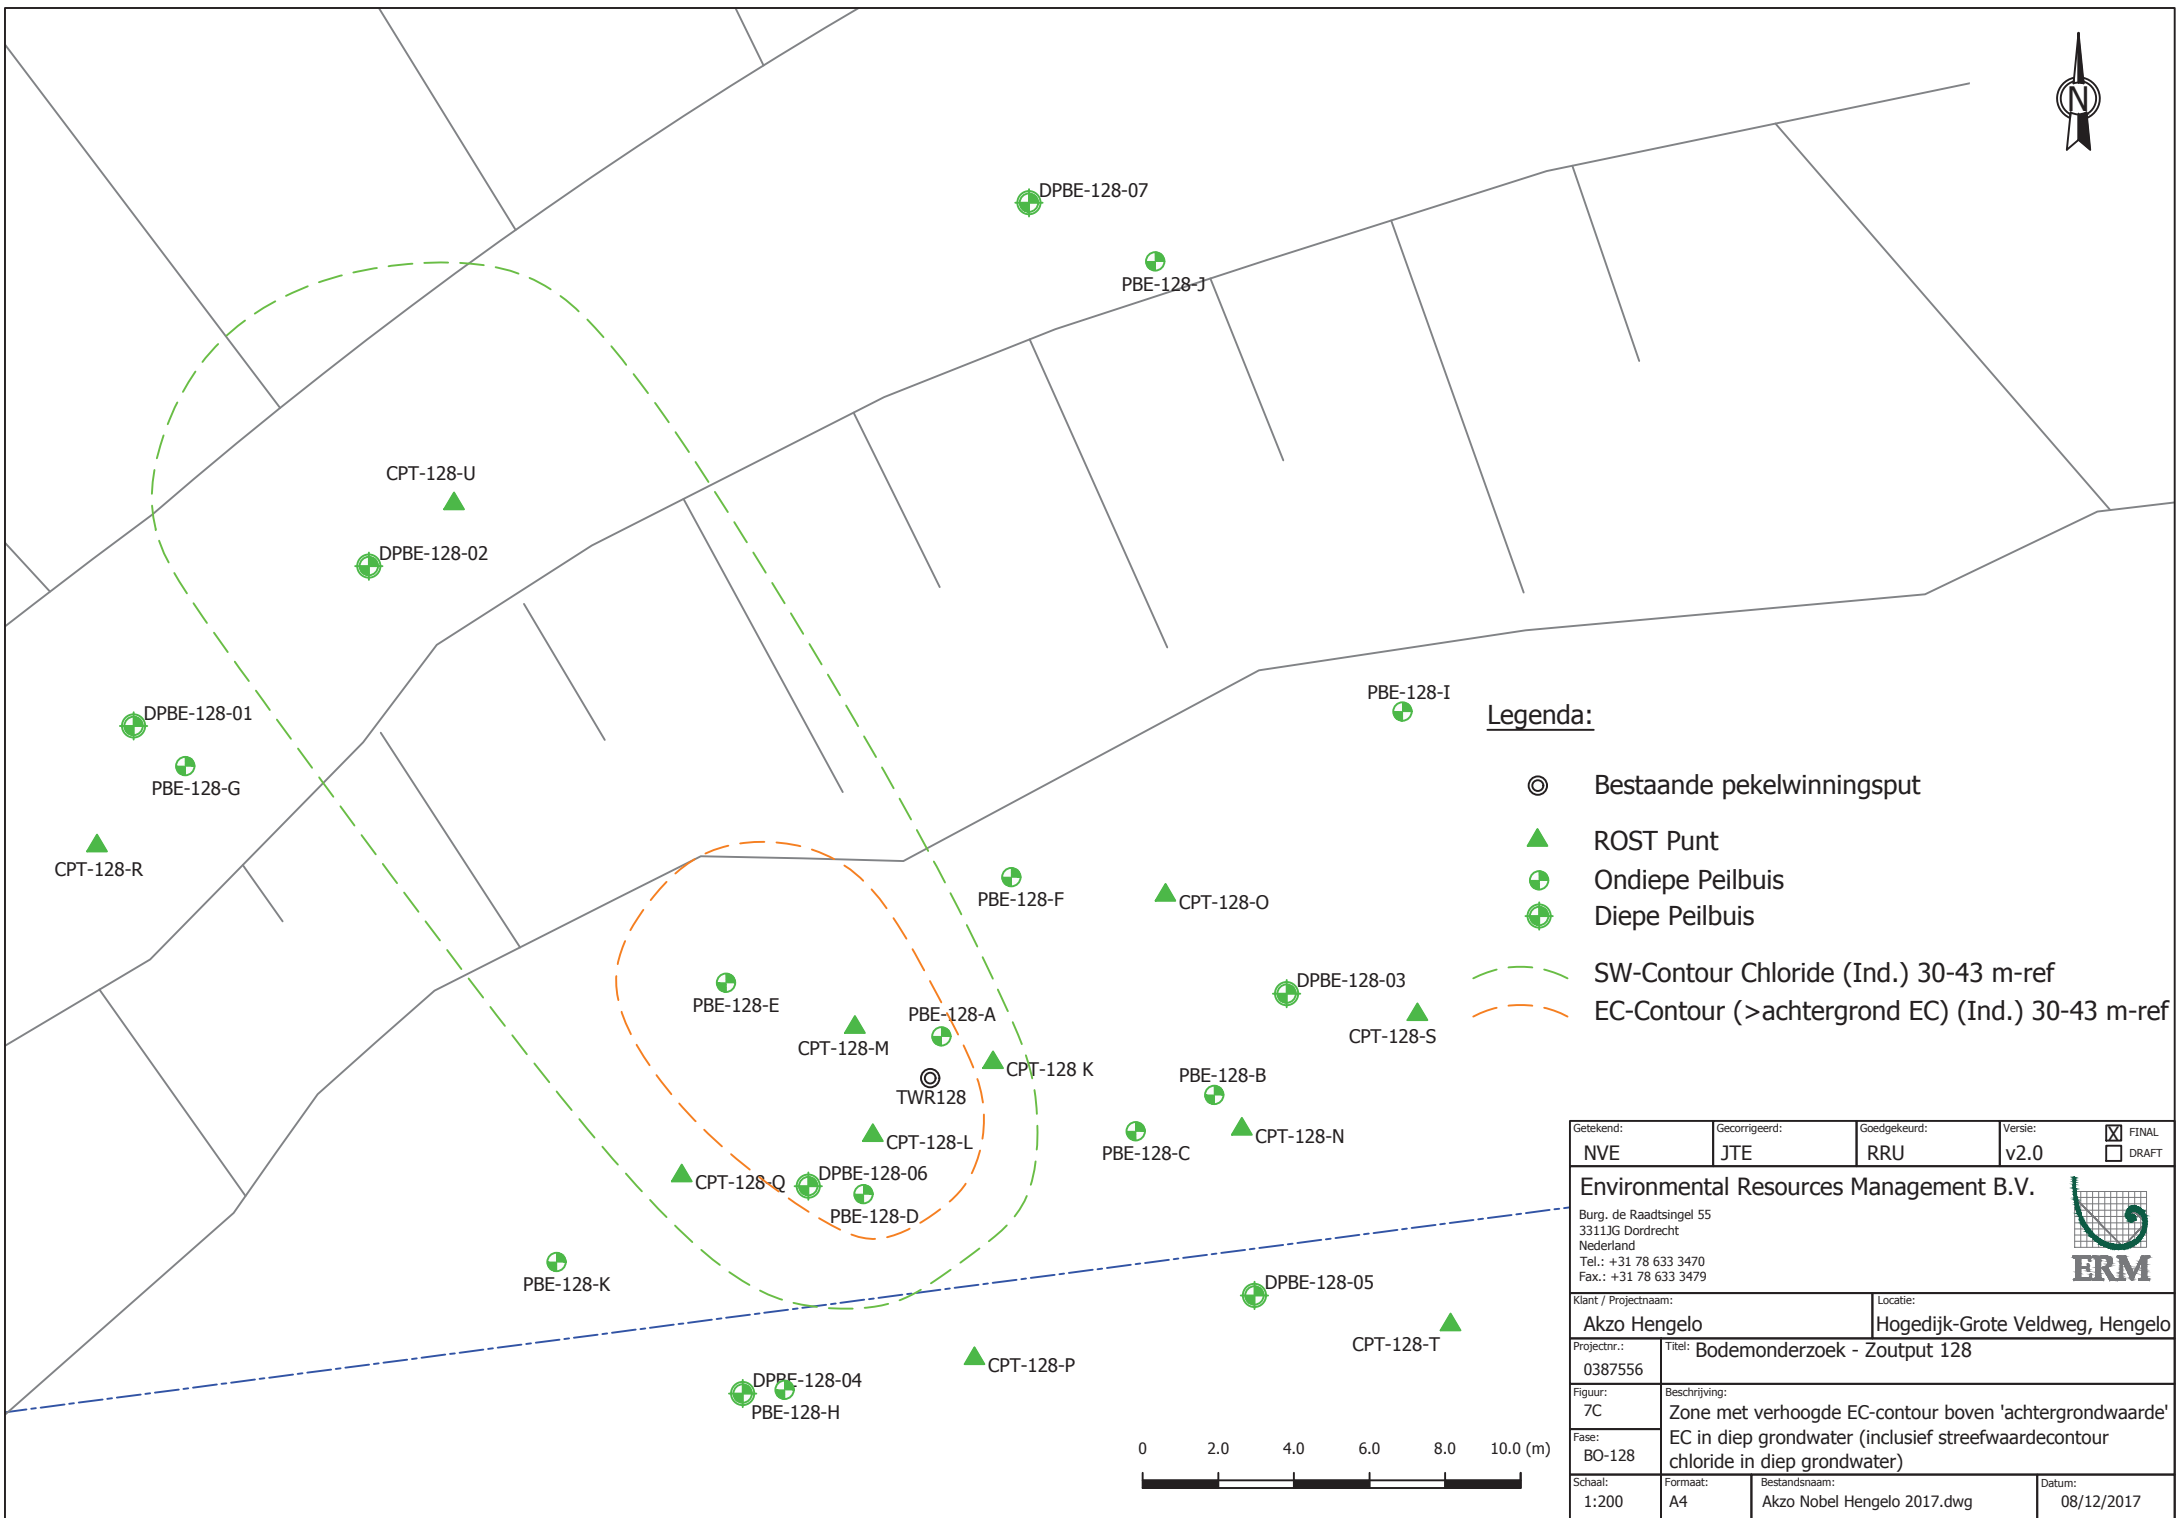 N
DPBE-128-07
PBE-128-J
CPT-128-U
DPBE-128-02
DPBE-128-01
PBE-128-G
CPT-128-R
PBE-128-I
PBE-128-F
CPT-128-O
PBE-128-E
DPBE-128-03
CPT-128-S
PBE-128-A
CPT-128-M
CPT-128 K
TWR128
PBE-128-B
CPT-128-L
CPT-128-N
PBE-128-C
CPT-128-Q
DPBE-128-06
PBE-128-D
PBE-128-K
DPBE-128-05
CPT-128-T
CPT-128-P
DPBE-128-04
PBE-128-H
Legenda:
Bestaande pekelwinningsput
ROST Punt
Ondiepe Peilbuis
Diepe Peilbuis
SW-Contour Chloride (Ind.) 30-43 m-ref
EC-Contour (>achtergrond EC) (Ind.) 30-43 m-ref
0 2.0 4.0 6.0 8.0 10.0 (m)
Getekend: Gecorrigeerd: Goedgekeurd: Versie: X FINAL
NVE JTE RRU v2.0 DRAFT
Environmental Resources Management B.V.
Burg. de Raadtsingel 55
3311JG Dordrecht
Nederland
Tel.: +31 78 633 3470
Fax.: +31 78 633 3479
ERM
Klant / Projectnaam: Locatie:
Akzo Hengelo Hogedijk-Grote Veldweg, Hengelo
Projectnr.: Titel: Bodemonderzoek - Zoutput 128
0387556
Figuur: Beschrijving:
7C Zone met verhoogde EC-contour boven 'achtergrondwaarde'
Fase: EC in diep grondwater (inclusief streefwaardecontour
BO-128 chloride in diep grondwater)
Schaal: Formaat: Bestandsnaam: Datum:
1:200 A4 Akzo Nobel Hengelo 2017.dwg 08/12/2017